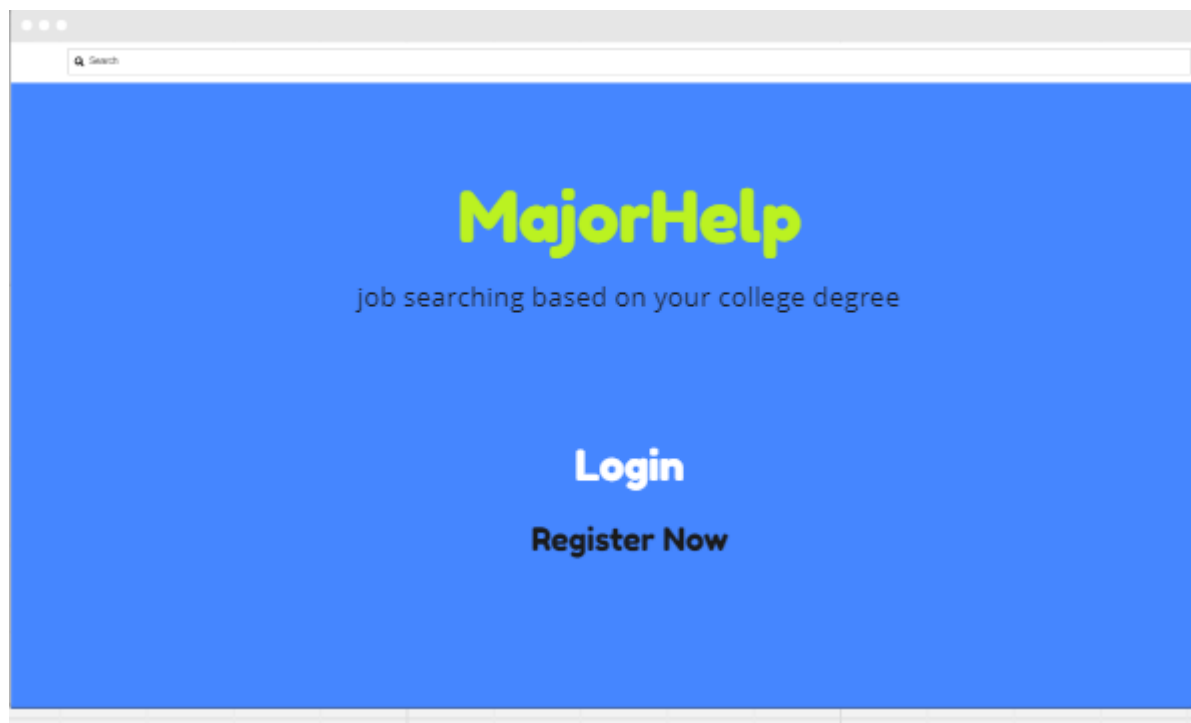 Search
MajorHelp
job searching based on your college degree
Login
Register Now